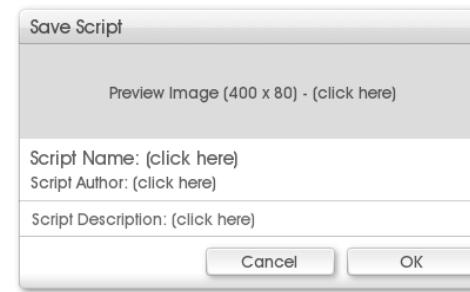 Save Script
Preview Image (400 x 80) - (click here)
Script Name: (click here)
Script Author: (click here)
Script Description: (click here)
Cancel OK